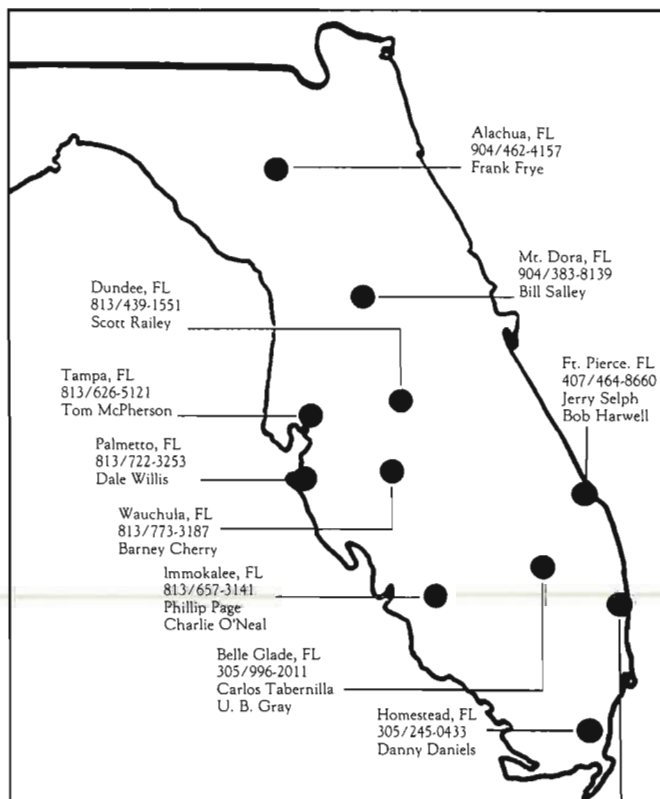 Alachua, FL
904/462-4157
Frank Frye
Mt. Dora, FL
904/383-8139
Bill Salley
Dundee, FL
813/439-1551
Scott Railey
Ft. Pierce. FL
407/464-8660
Jerry Selph
Bob Harwell
Tampa, FL
813/626-5121
Tom McPherson
Palmetto, FL
813/722-3253
Dale Willis
Wauchula, FL
813/773-3187
Barney Cherry
Immokalee, FL
813/657-3141
Phillip Page
Charlie O'Neal
Belle Glade, FL
305/996-2011
Carlos Tabernilla
U. B. Gray
Homestead, FL
305/245-0433
Danny Daniels